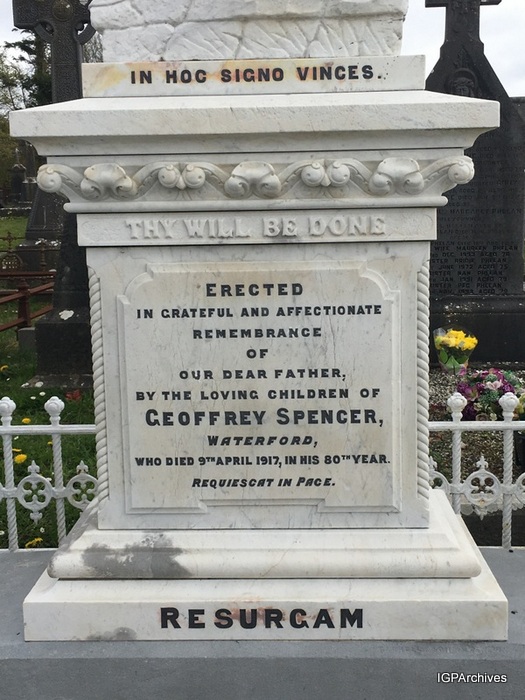 IN HOC SIGNO VINCES.
THY WILL BE DONE
ERECTED
IN GRATEFUL AND AFFECTIONATE
REMEMBRANCE
OF
OUR DEAR FATHER,
BY THE LOVING CHILDREN OF
GEOFFREY SPENCER,
WATERFORD,
WHO DIED 9TH APRIL 1917, IN HIS 80TH YEAR.
REQUIESCAT IN PACE.
RESURGAM
IGPArchives